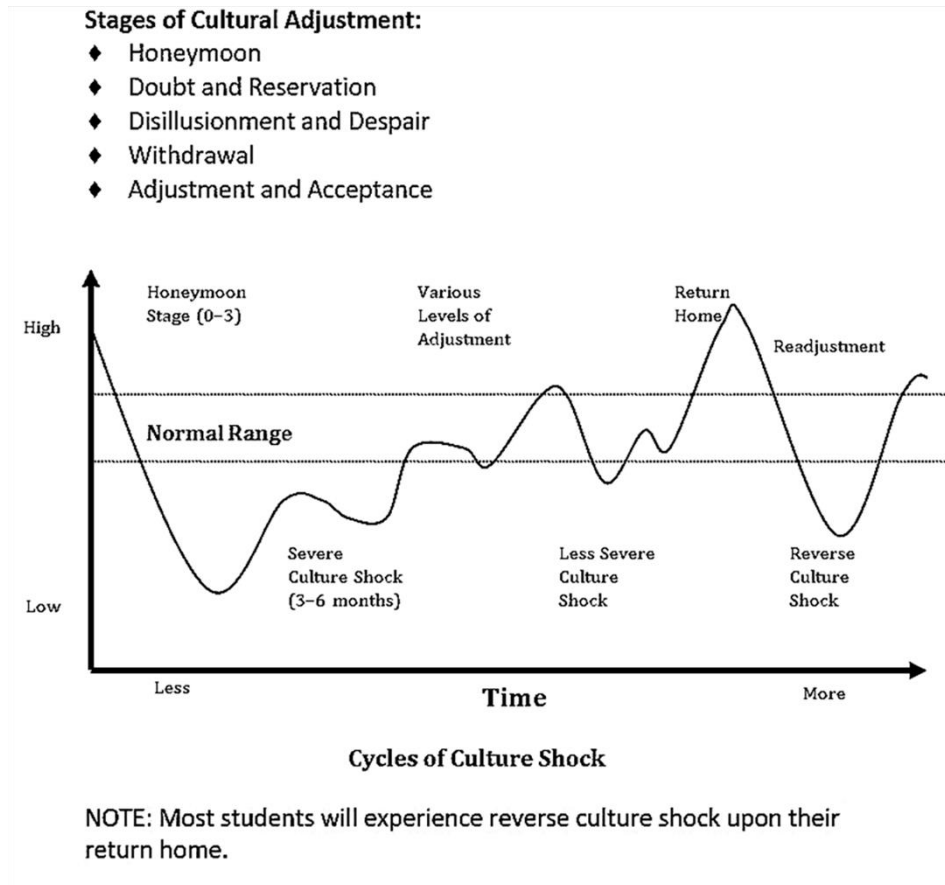 Stages of Cultural Adjustment:
♦ Honeymoon
♦ Doubt and Reservation
♦ Disillusionment and Despair
♦ Withdrawal
♦ Adjustment and Acceptance
High
Honeymoon
Stage (0–3)
Various
Levels of
Adjustment
Return
Home
Readjustment
Normal Range
Severe
Culture Shock
(3–6 months)
Less Severe
Culture
Shock
Reverse
Culture
Shock
Low
Less
Time
More
Cycles of Culture Shock
NOTE: Most students will experience reverse culture shock upon their
return home.